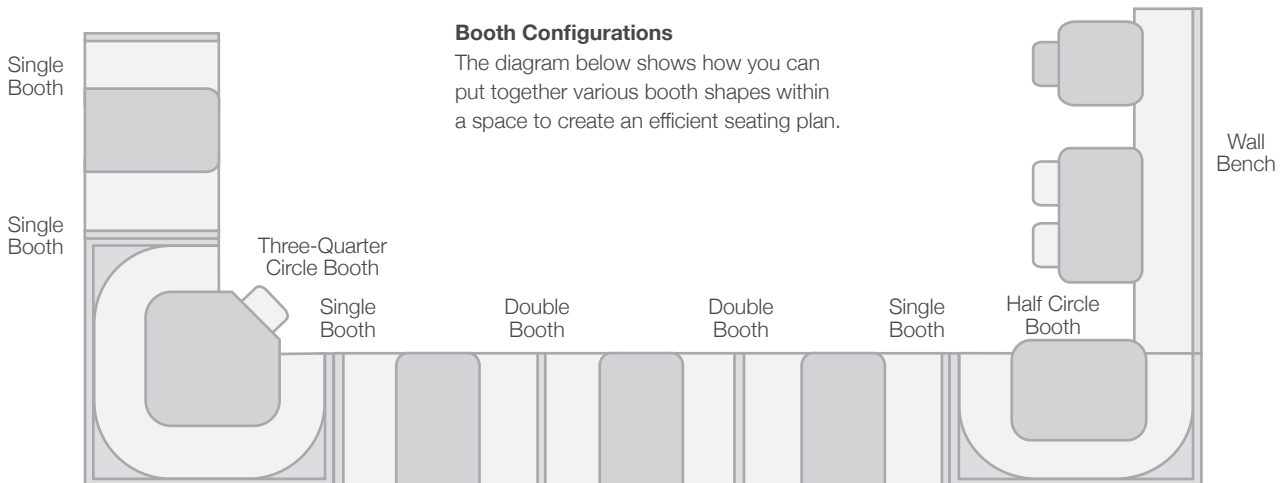 Booth Configurations
The diagram below shows how you can
put together various booth shapes within
a space to create an efficient seating plan.
Single
Booth
Single
Booth
Three-Quarter
Circle Booth
Single
Booth
Double
Booth
Double
Booth
Single
Booth
Half Circle
Booth
Wall
Bench